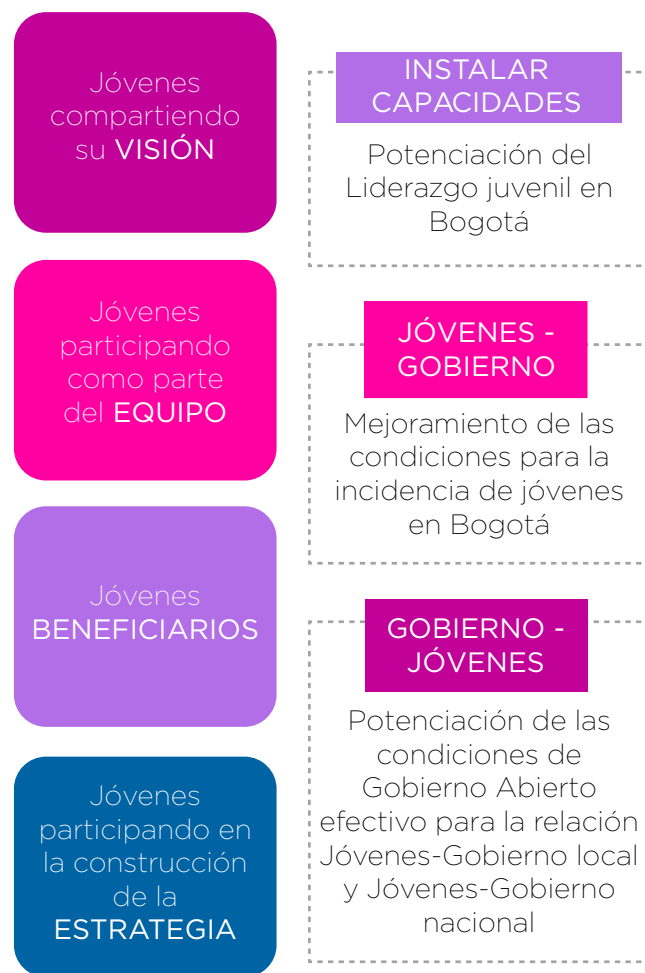 Jóvenes
compartiendo
su VISIÓN
Jóvenes
participando
como parte
del EQUIPO
Jóvenes
BENEFICIARIOS
Jóvenes
participando en
la construcción
de la
ESTRATEGIA
INSTALAR
CAPACIDADES
Potenciación del
Liderazgo juvenil en
Bogotá
JÓVENES -
GOBIERNO
Mejoramiento de las
condiciones para la
incidencia de jóvenes
en Bogotá
GOBIERNO -
JÓVENES
Potenciación de las
condiciones de
Gobierno Abierto
efectivo para la relación
Jóvenes-Gobierno local
y Jóvenes-Gobierno
nacional